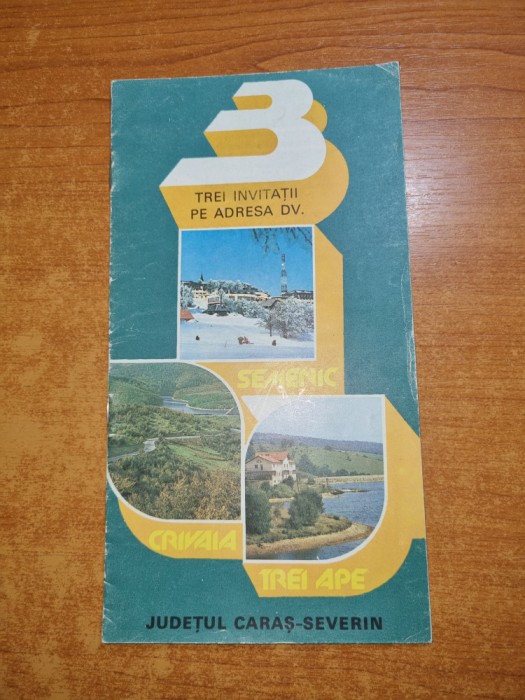 3
TREI INVITAȚII
PE ADRESA DV.
SEMENIC
CRIVAIA
TREI APE
JUDEȚUL CARAȘ-SEVERIN